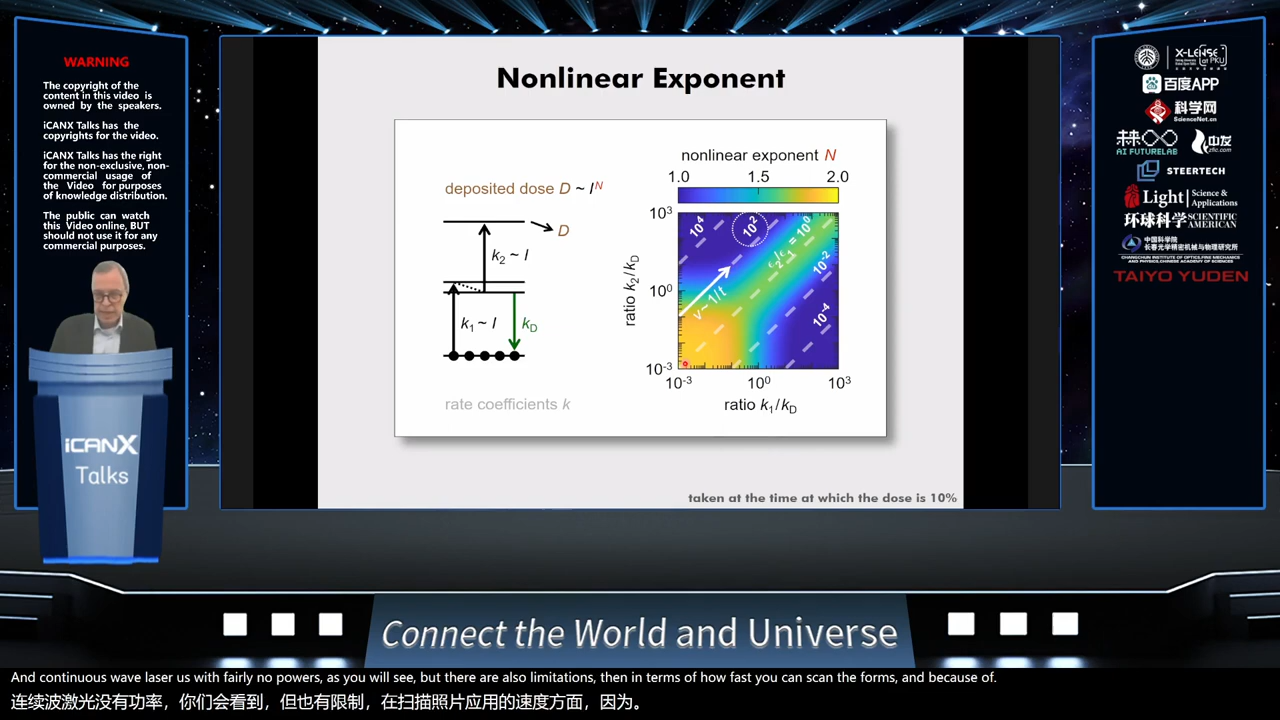 WARNING
The copyright of the
content in this video is
owned by the speakers.
iCANX Talks has the
copyrights for the video.
iCANX Talks has the right
for the non-exclusive, non-
commercial usage of
the Video for purposes
of knowledge distribution.
The public can watch
this Video online, BUT
should not use it for any
commercial purposes.
iCANX
Talks
Nonlinear Exponent
deposited dose D ~ I^N
D
k₂ ~ I
k₁ ~ I
k_D
rate coefficients k
nonlinear exponent N
1.0 1.5 2.0
10³
10⁰
10⁻³
ratio k₂/k_D
10⁴
10²
ϵ₂/ϵ₁ = 10⁰
10⁻²
10⁻⁴
v ~ 1/t
10⁻³ 10⁰ 10³
ratio k₁/k_D
taken at the time at which the dose is 10%
X-LENSE
at PKU
百度APP
科学网
ScienceNet.cn
AI FUTURELAB
中友
zfic.com
STEERTECH
Light Science &
Applications
环球科学 SCIENTIFIC
AMERICAN
中国科学院
长春光学精密机械与物理研究所
CHANGCHUN INSTITUTE OF OPTICS,FINE MECHANICS
AND PHYSICS,CHINESE ACADEMY OF SCIENCES
TAIYO YUDEN
Connect the World and Universe
And continuous wave laser us with fairly no powers, as you will see, but there are also limitations, then in terms of how fast you can scan the forms, and because of.
连续波激光没有功率，你们会看到，但也有限制，在扫描照片应用的速度方面，因为。